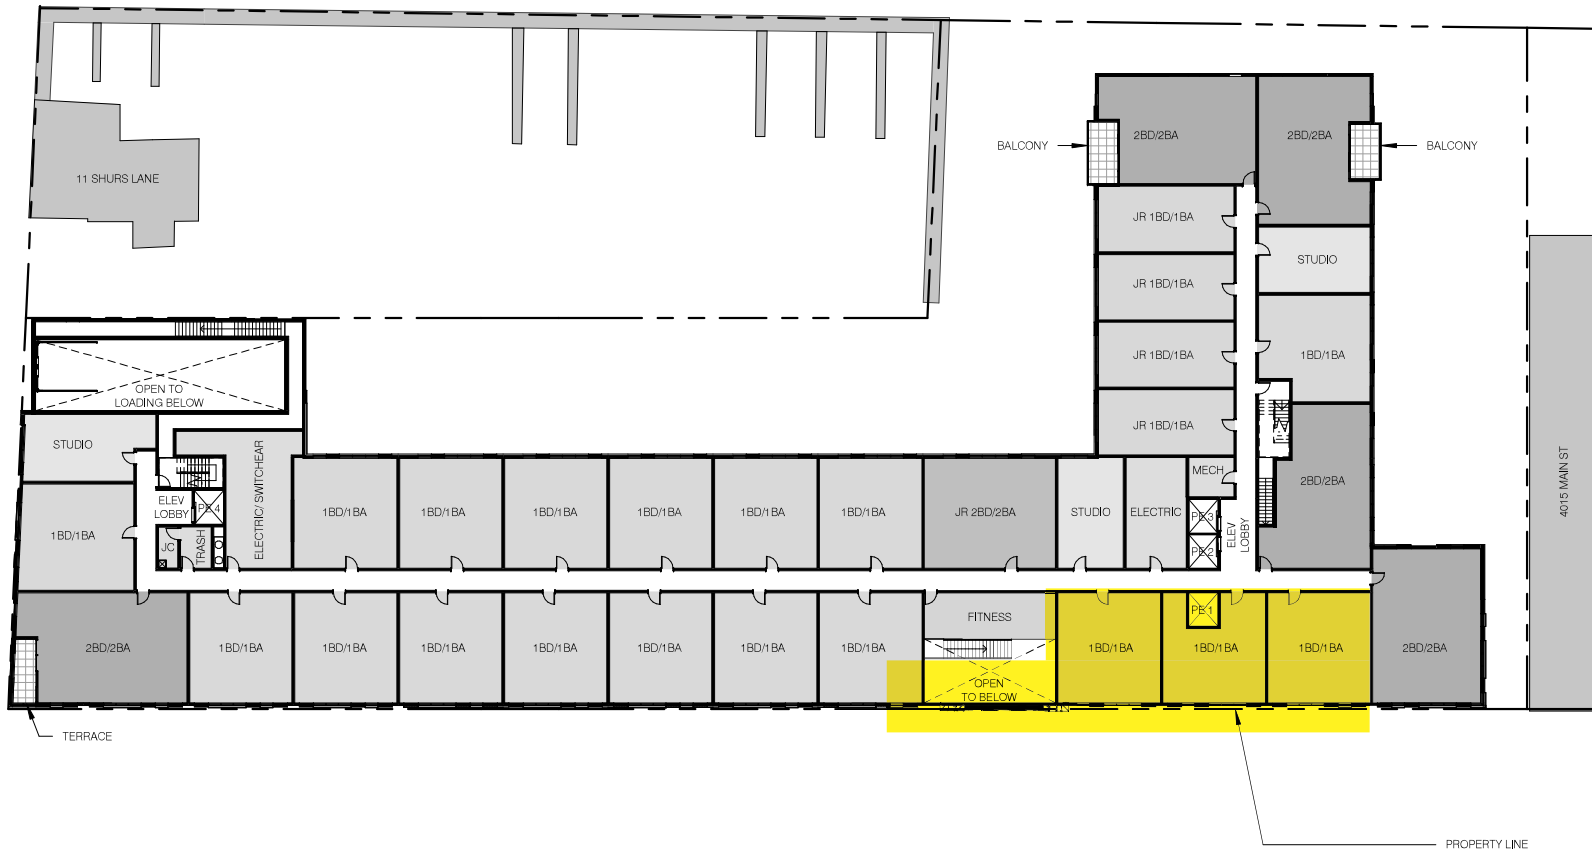 2BD/2BA
2BD/2BA
BALCONY
BALCONY
11 SHURS LANE
JR 1BD/1BA
STUDIO
JR 1BD/1BA
JR 1BD/1BA
1BD/1BA
OPEN TO
LOADING BELOW
JR 1BD/1BA
STUDIO
ELECTRIC/ SWITCHEAR
MECH
2BD/2BA
4015 MAIN ST
ELEV
LOBBY
PE 4
1BD/1BA
1BD/1BA
1BD/1BA
1BD/1BA
1BD/1BA
1BD/1BA
JR 2BD/2BA
STUDIO
ELECTRIC
PE 3
PE 2
ELEV
LOBBY
1BD/1BA
JC
TRASH
PE 1
FITNESS
2BD/2BA
1BD/1BA
1BD/1BA
1BD/1BA
1BD/1BA
1BD/1BA
1BD/1BA
1BD/1BA
1BD/1BA
1BD/1BA
1BD/1BA
2BD/2BA
OPEN
TO BELOW
TERRACE
PROPERTY LINE